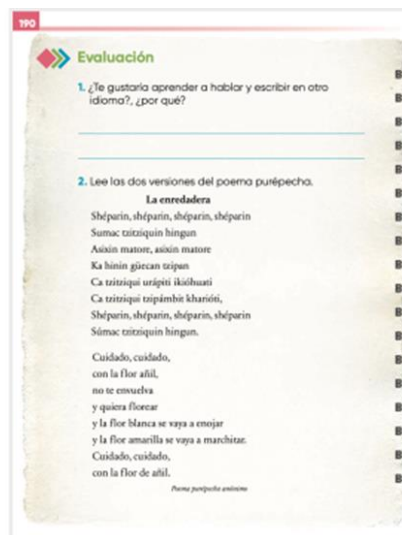 190
Evaluación
1. ¿Te gustaría aprender a hablar y escribir en otro
idioma?, ¿por qué?
2. Lee las dos versiones del poema purépecha.
La enredadera
Shéparin, shéparin, shéparin, shéparin
Sumac tzitziquin hingun
Asixin matore, asixin matore
Ka hinin güecan tzipan
Ca tzitziqui urápiti ikióhuati
Ca tzitziqui tzipámbit kharióti,
Shéparin, shéparin, shéparin, shéparin
Súmac tzitziquin hingun.
Cuidado, cuidado,
con la flor añil,
no te envuelva
y quiera florear
y la flor blanca se vaya a enojar
y la flor amarilla se vaya a marchitar.
Cuidado, cuidado,
con la flor de añil.
Poema purépecha anónimo